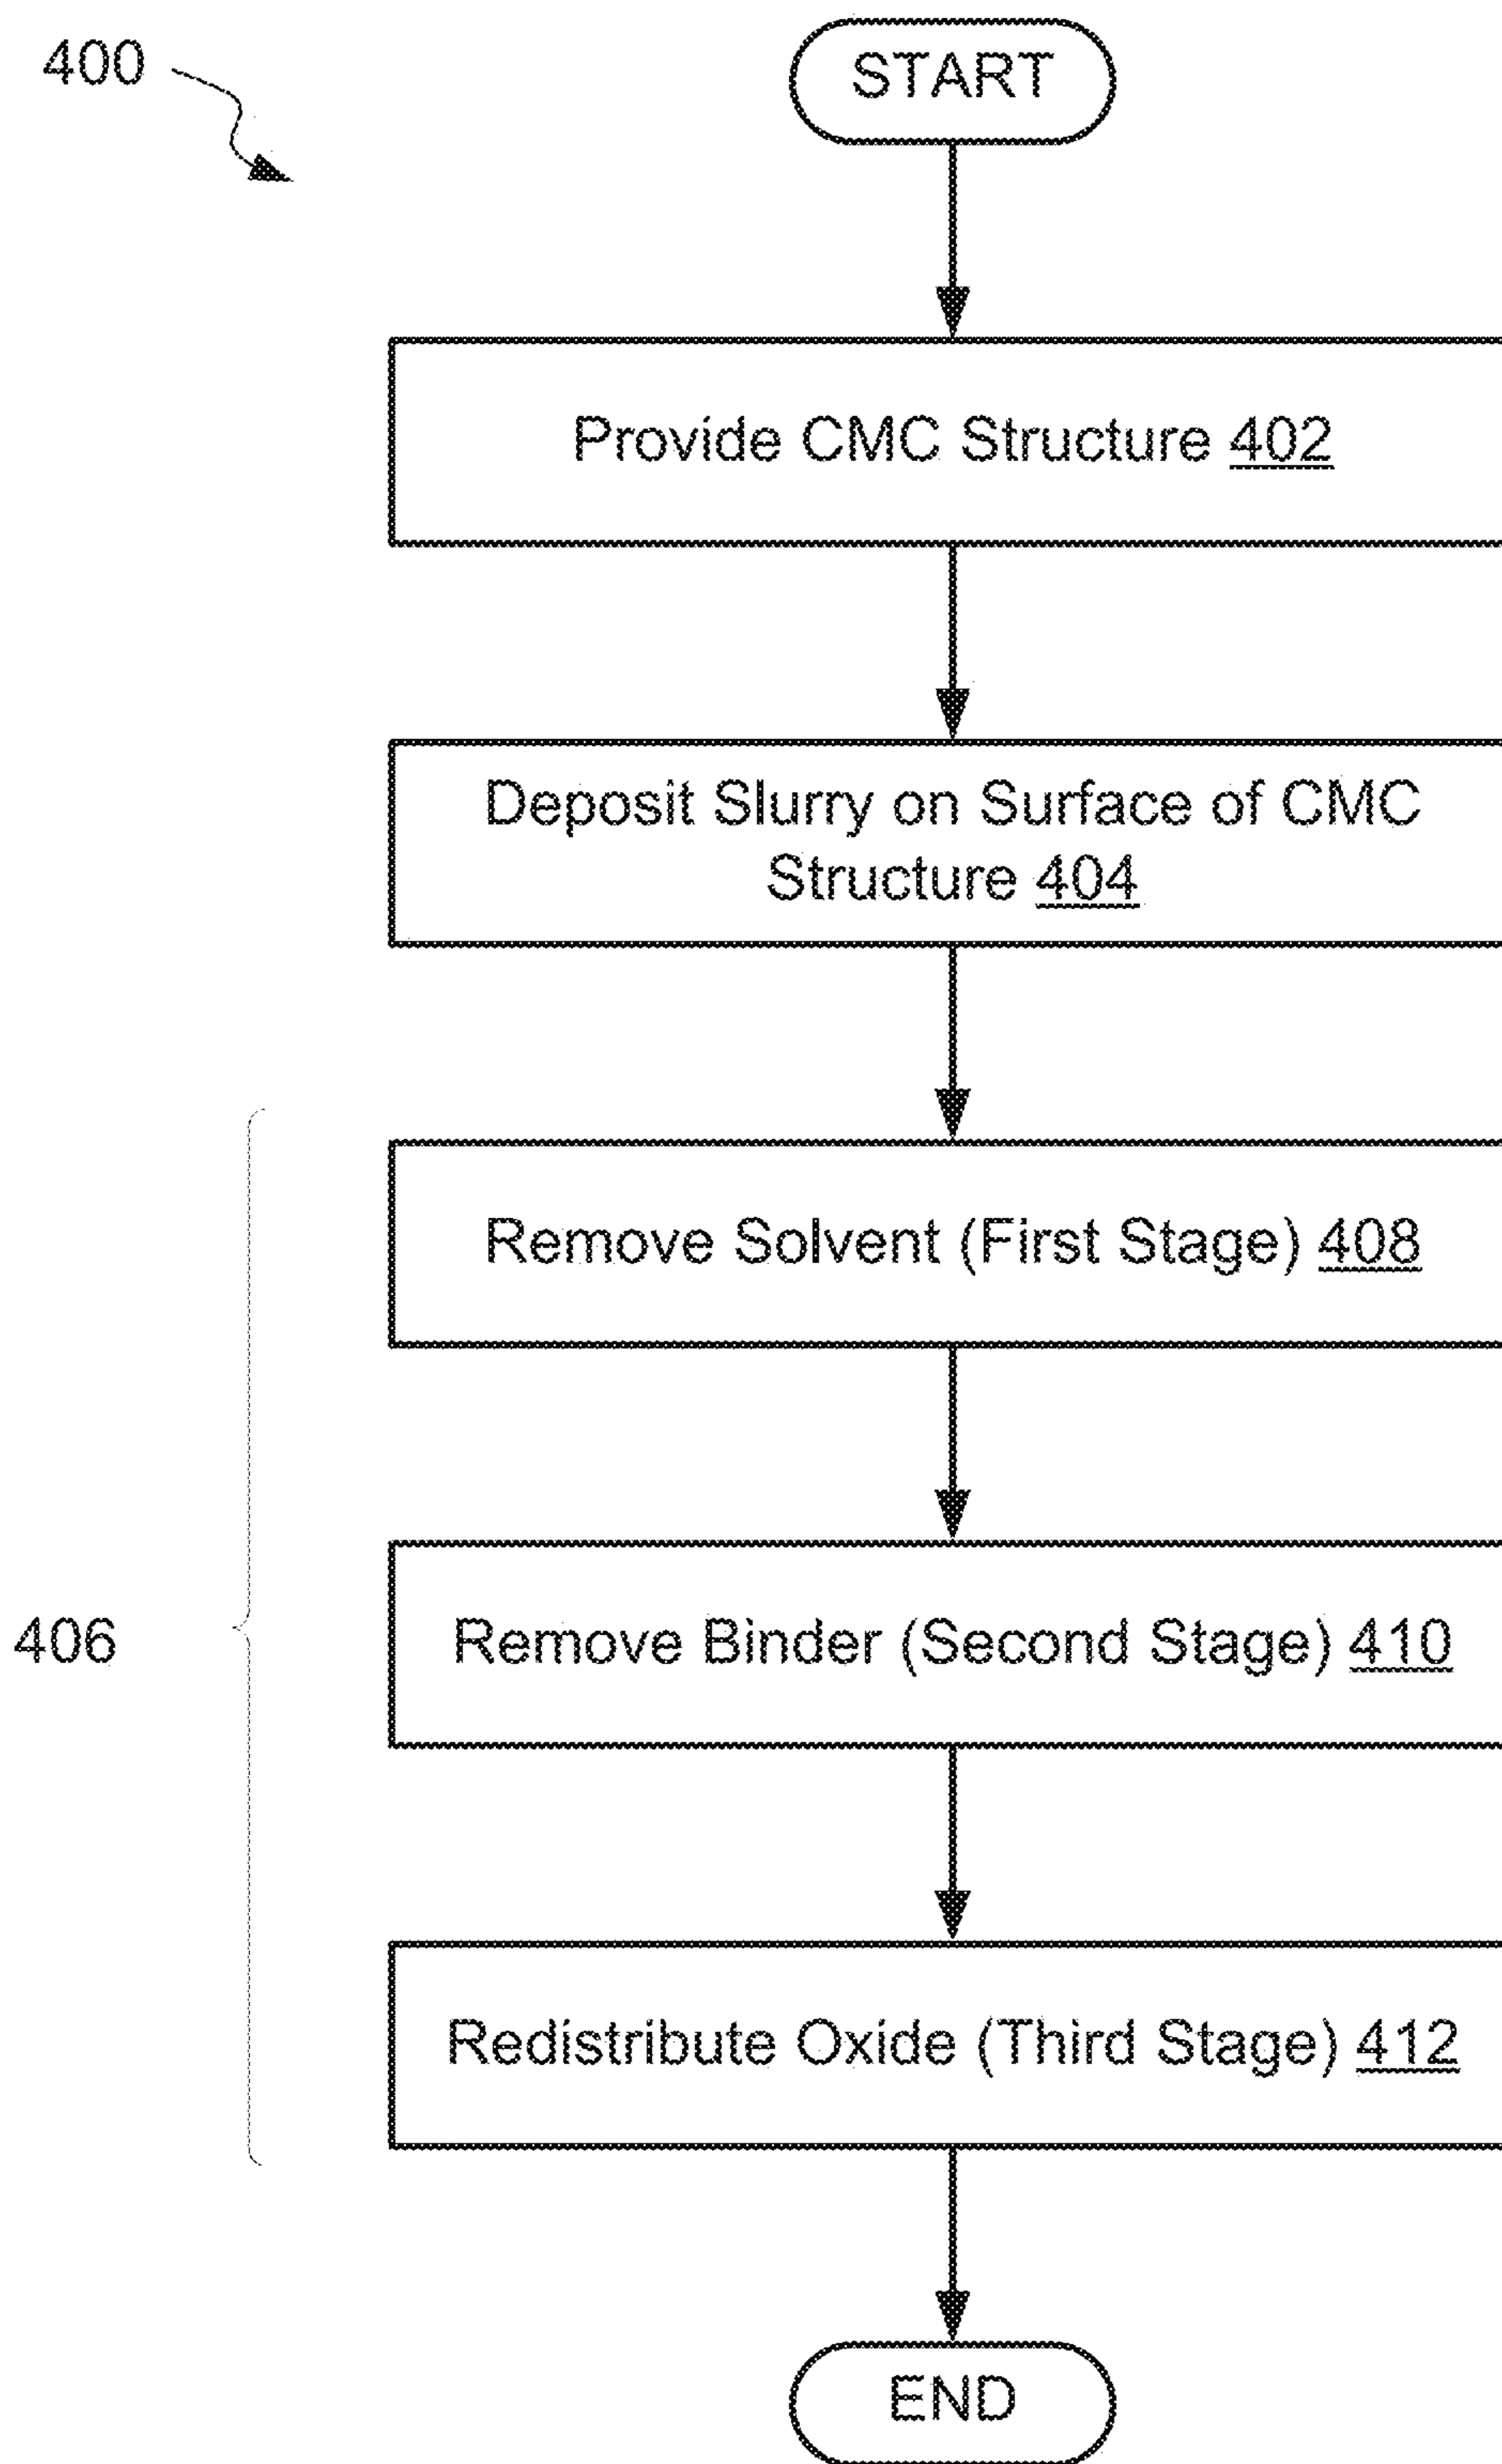 400
START
Provide CMC Structure 402
Deposit Slurry on Surface of CMC
Structure 404
Remove Solvent (First Stage) 408
406
Remove Binder (Second Stage) 410
Redistribute Oxide (Third Stage) 412
END